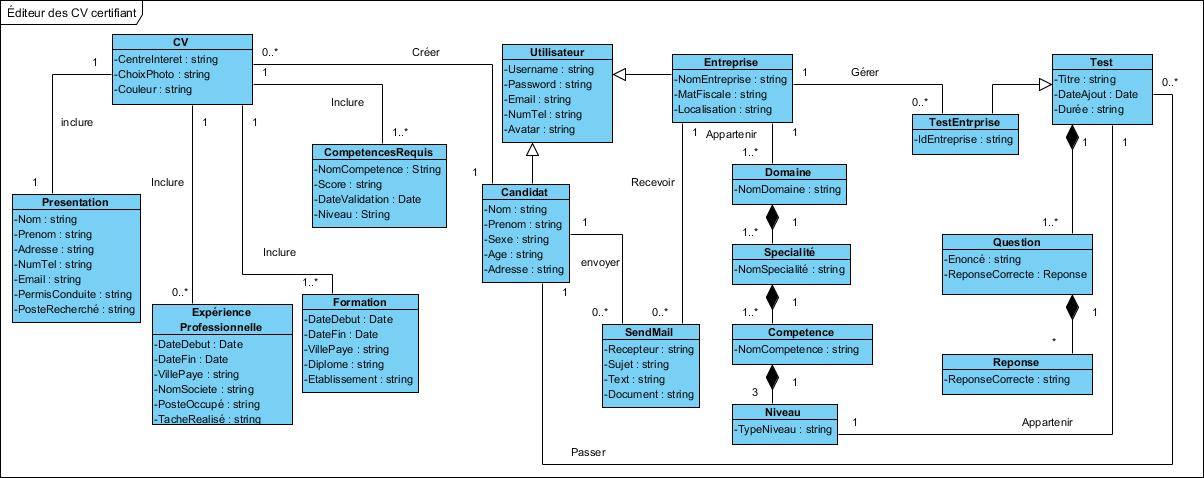 Éditeur des CV certifiant
CV
-CentreInteret : string
-ChoixPhoto : string
-Couleur : string
1
inclure
1
Presentation
-Nom : string
-Prenom : string
-Adresse : string
-NumTel : string
-Email : string
-PermisConduite : string
-PosteRecherché : string
1
Inclure
0..*
Expérience
Professionnelle
-DateDebut : Date
-DateFin : Date
-VillePaye : string
-NomSociete : string
-PosteOccupé : string
-TacheRealisé : string
1
Inclure
1..*
Formation
-DateDebut : Date
-DateFin : Date
-VillePaye : string
-Diplome : string
-Etablissement : string
1
Inclure
1..*
CompetencesRequis
-NomCompetence : String
-Score : string
-DateValidation : Date
-Niveau : String
0..*
Créer
1
Utilisateur
-Username : string
-Password : string
-Email : string
-NumTel : string
-Avatar : string
Candidat
-Nom : string
-Prenom : string
-Sexe : string
-Age : string
-Adresse : string
1
envoyer
0..*
SendMail
-Recepteur : string
-Sujet : string
-Text : string
-Document : string
Entreprise
-NomEntreprise : string
-MatFiscale : string
-Localisation : string
1
Recevoir
0..*
Appartenir
1
1..*
Domaine
-NomDomaine : string
1
1..*
Specialité
-NomSpecialité : string
1
1..*
Competence
-NomCompetence : string
1
3
Niveau
-TypeNiveau : string
1
Appartenir
1
1
Gérer
0..*
TestEntrprise
-IdEntreprise : string
Test
-Titre : string
-DateAjout : Date
-Durée : string
0..*
Passer
1
1
1..*
Question
-Enoncé : string
-ReponseCorrecte : Reponse
1
*
Reponse
-ReponseCorrecte : string